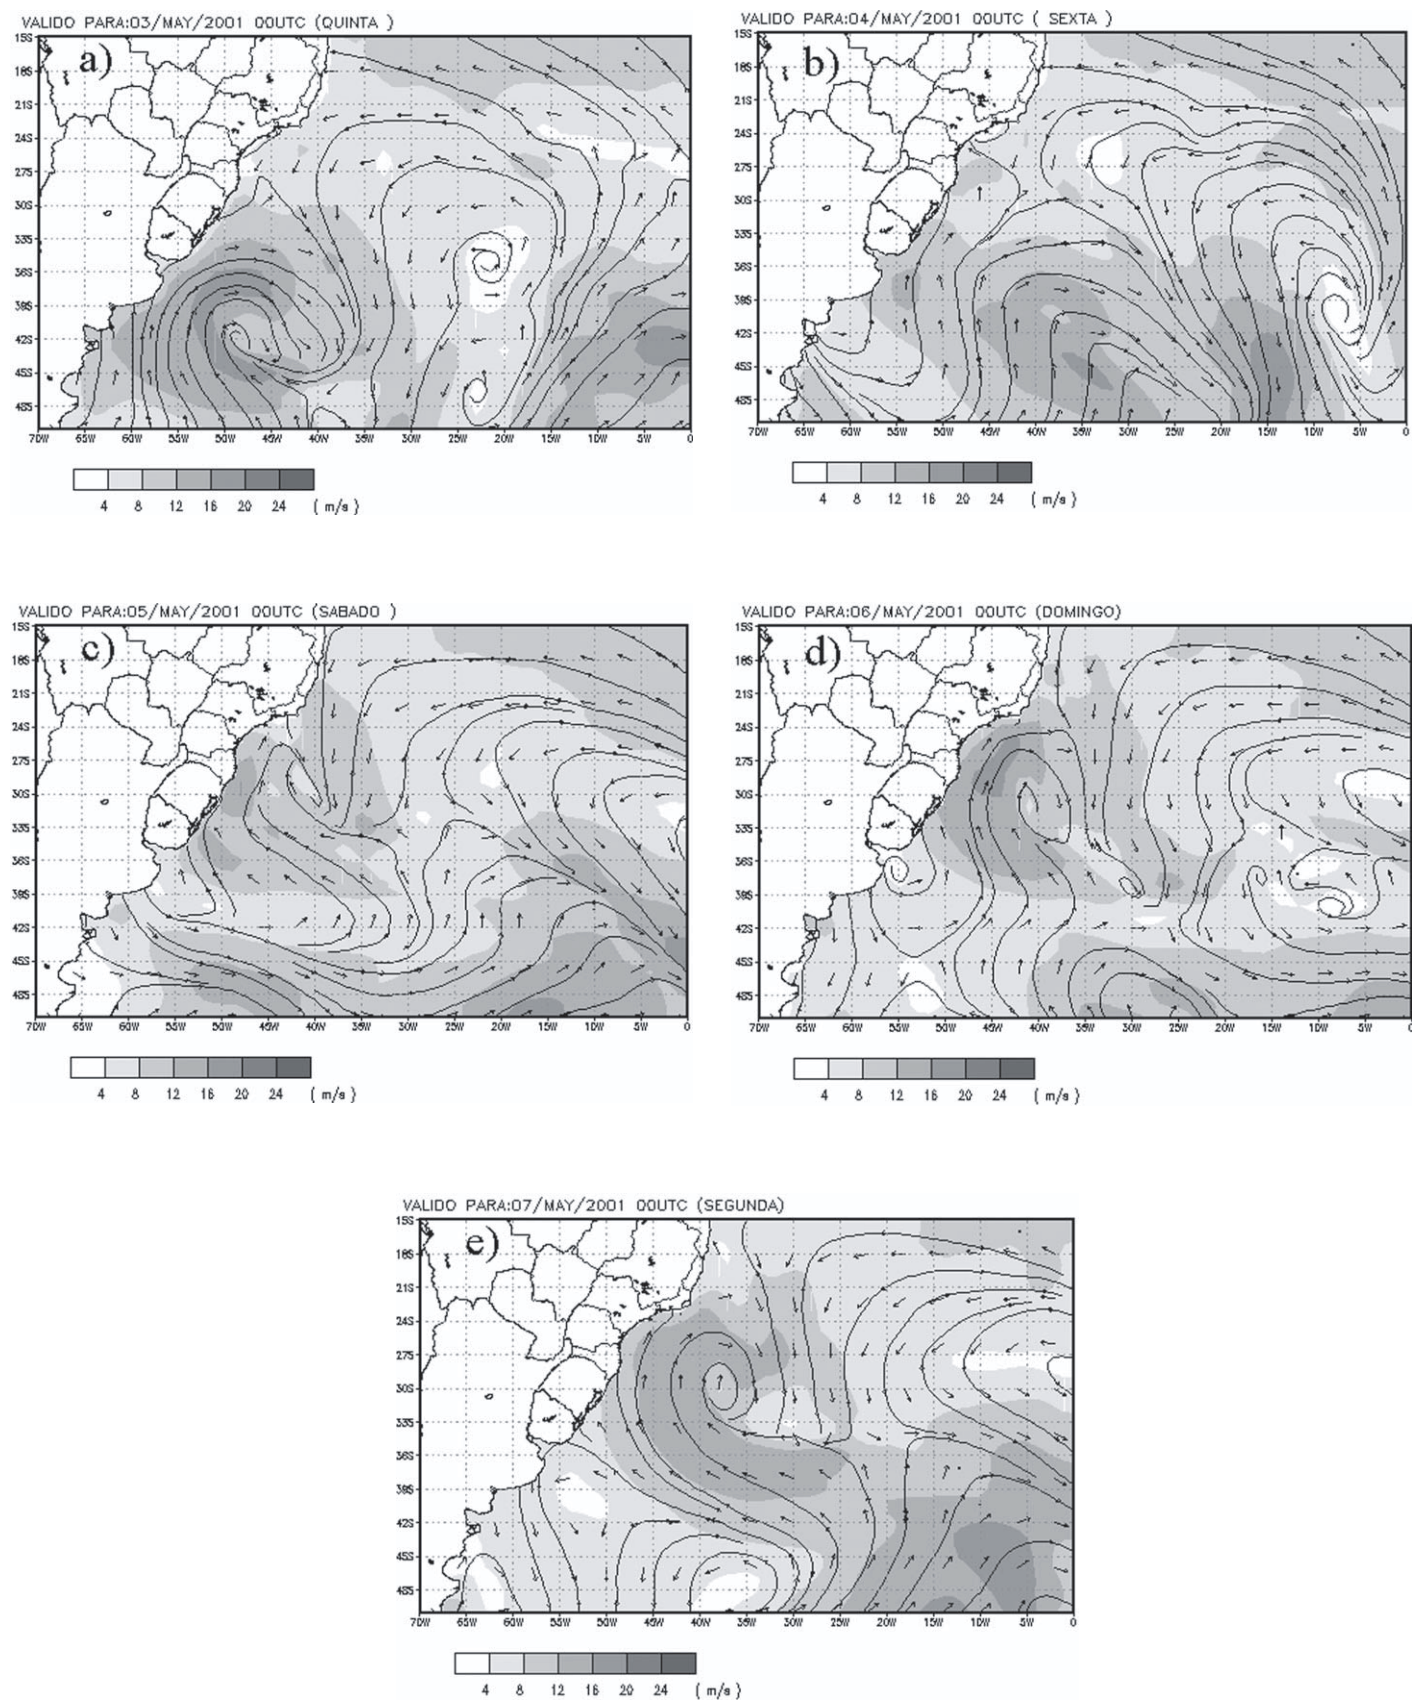 VALIDO PARA:03/MAY/2001 00UTC (QUINTA )
a)
15S
18S
21S
24S
27S
30S
33S
36S
39S
42S
45S
48S
70W 65W 60W 55W 50W 45W 40W 35W 30W 25W 20W 15W 10W 5W 0
4 8 12 16 20 24 ( m/s )
VALIDO PARA:04/MAY/2001 00UTC ( SEXTA )
b)
15S
18S
21S
24S
27S
30S
33S
36S
39S
42S
45S
48S
70W 65W 60W 55W 50W 45W 40W 35W 30W 25W 20W 15W 10W 5W 0
4 8 12 16 20 24 ( m/s )
VALIDO PARA:05/MAY/2001 00UTC (SABADO )
c)
15S
18S
21S
24S
27S
30S
33S
36S
39S
42S
45S
48S
70W 65W 60W 55W 50W 45W 40W 35W 30W 25W 20W 15W 10W 5W 0
4 8 12 16 20 24 ( m/s )
VALIDO PARA:06/MAY/2001 00UTC (DOMINGO)
d)
15S
18S
21S
24S
27S
30S
33S
36S
39S
42S
45S
48S
70W 65W 60W 55W 50W 45W 40W 35W 30W 25W 20W 15W 10W 5W 0
4 8 12 16 20 24 ( m/s )
VALIDO PARA:07/MAY/2001 00UTC (SEGUNDA)
e)
15S
18S
21S
24S
27S
30S
33S
36S
39S
42S
45S
48S
70W 65W 60W 55W 50W 45W 40W 35W 30W 25W 20W 15W 10W 5W 0
4 8 12 16 20 24 ( m/s )